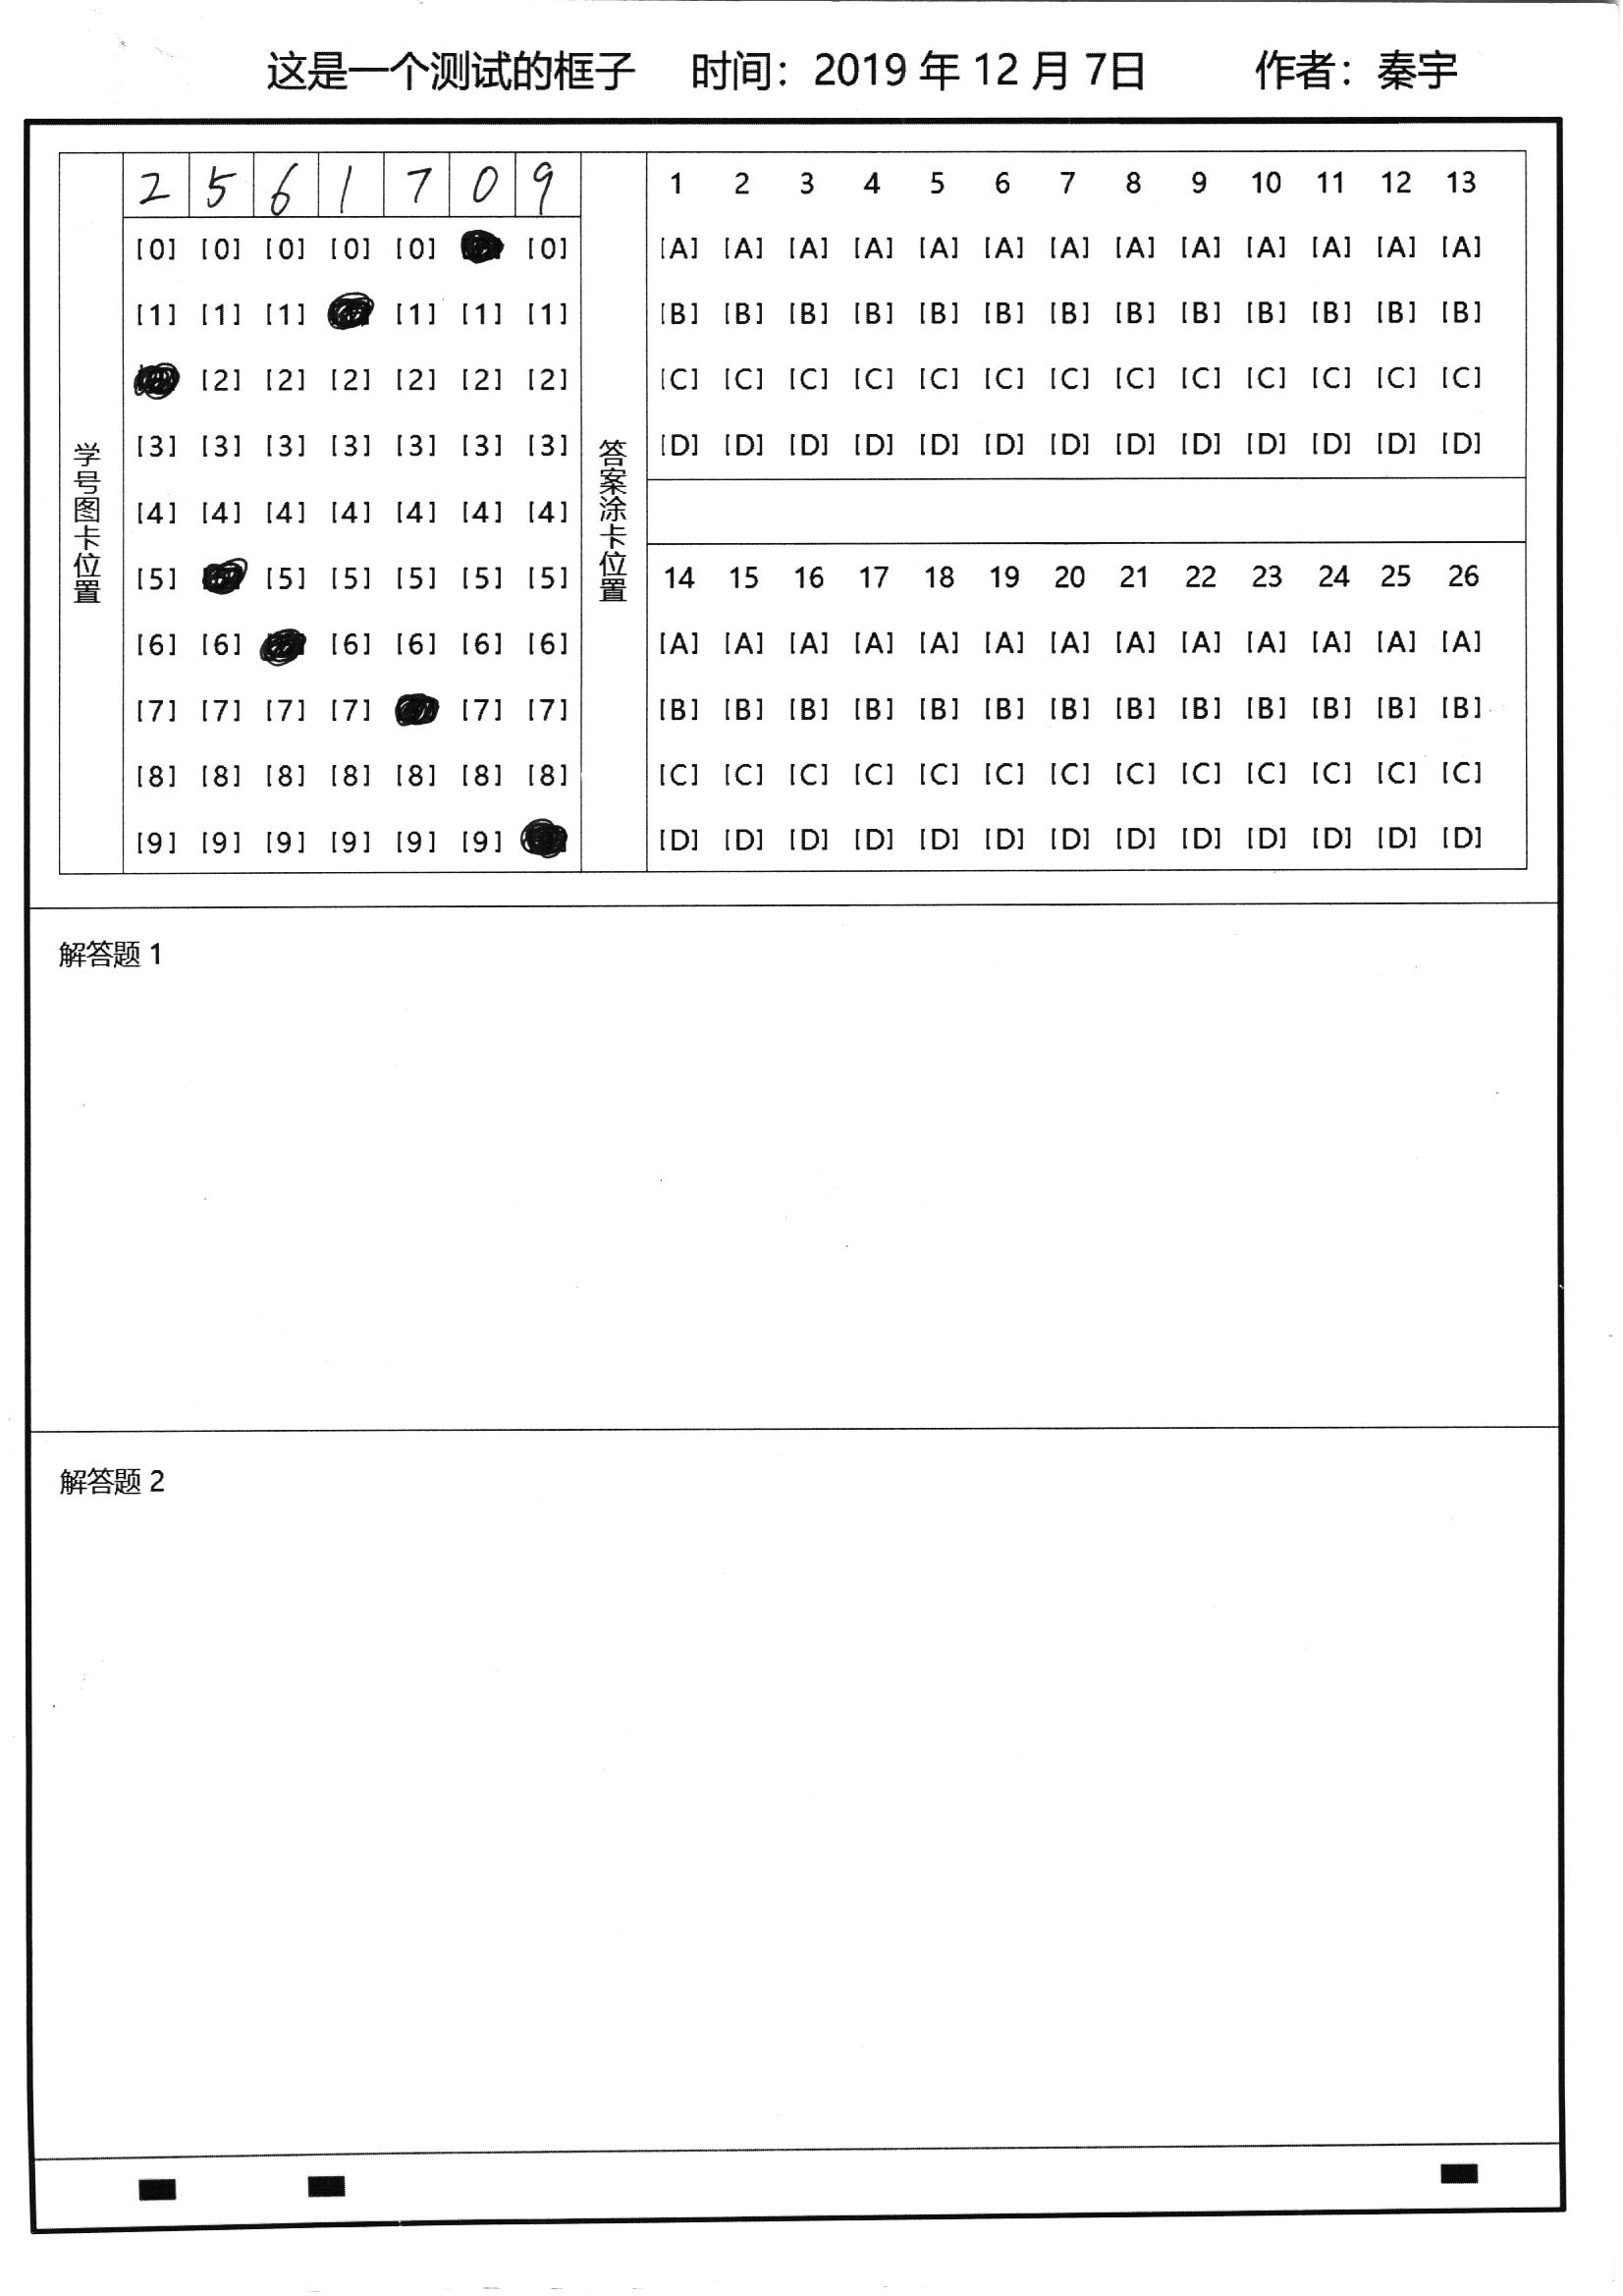 这是一个测试的框子 时间：2019 年 12 月 7日 作者：秦宇
学号图卡位置
2 5 6 1 7 0 9
[0] [0] [0] [0] [0] [0]
[1] [1] [1] [1] [1] [1]
[2] [2] [2] [2] [2] [2]
[3] [3] [3] [3] [3] [3] [3]
[4] [4] [4] [4] [4] [4] [4]
[5] [5] [5] [5] [5] [5]
[6] [6] [6] [6] [6] [6]
[7] [7] [7] [7] [7] [7]
[8] [8] [8] [8] [8] [8] [8]
[9] [9] [9] [9] [9] [9]
答案涂卡位置
1 2 3 4 5 6 7 8 9 10 11 12 13
[A] [A] [A] [A] [A] [A] [A] [A] [A] [A] [A] [A] [A]
[B] [B] [B] [B] [B] [B] [B] [B] [B] [B] [B] [B] [B]
[C] [C] [C] [C] [C] [C] [C] [C] [C] [C] [C] [C] [C]
[D] [D] [D] [D] [D] [D] [D] [D] [D] [D] [D] [D] [D]
14 15 16 17 18 19 20 21 22 23 24 25 26
[A] [A] [A] [A] [A] [A] [A] [A] [A] [A] [A] [A] [A]
[B] [B] [B] [B] [B] [B] [B] [B] [B] [B] [B] [B] [B]
[C] [C] [C] [C] [C] [C] [C] [C] [C] [C] [C] [C] [C]
[D] [D] [D] [D] [D] [D] [D] [D] [D] [D] [D] [D] [D]
解答题 1
解答题 2